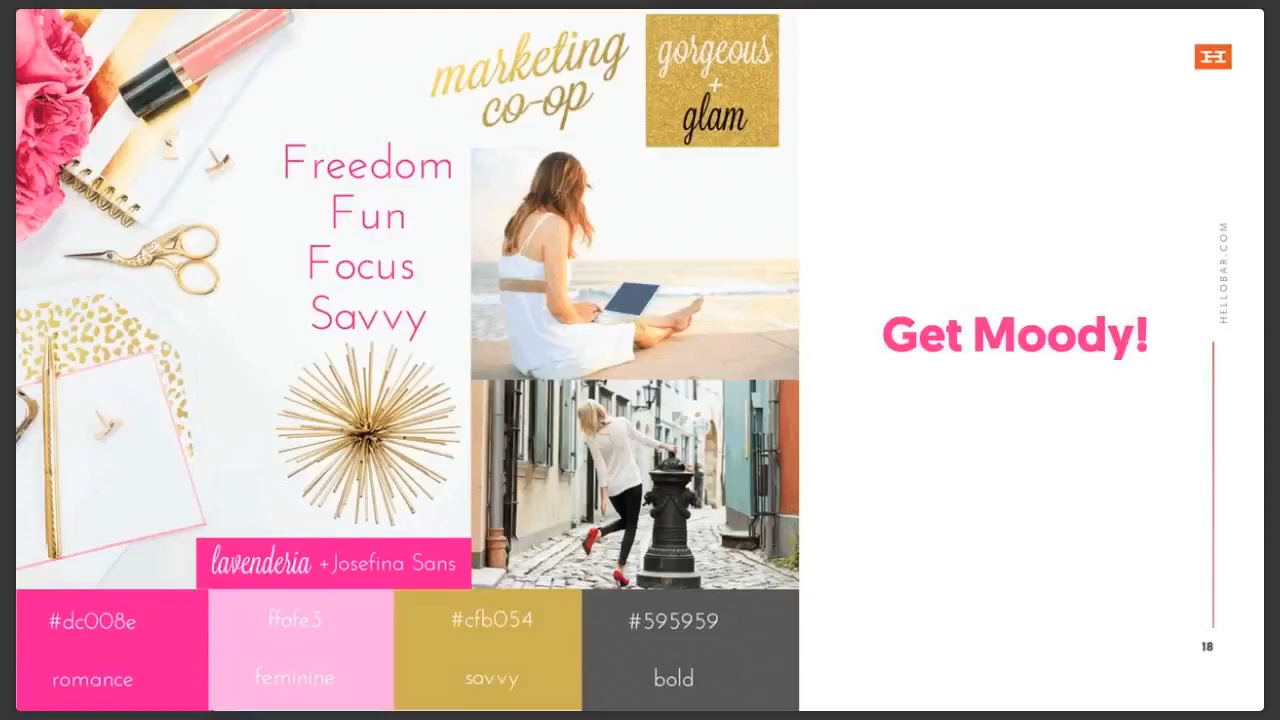 marketing
co-op
gorgeous
+
glam
Freedom
Fun
Focus
Savvy
lavenderia + Josefina Sans
#dc008e
romance
ffafe3
feminine
#cfb054
savvy
#595959
bold
H
Get Moody!
HELLOBAR.COM
18